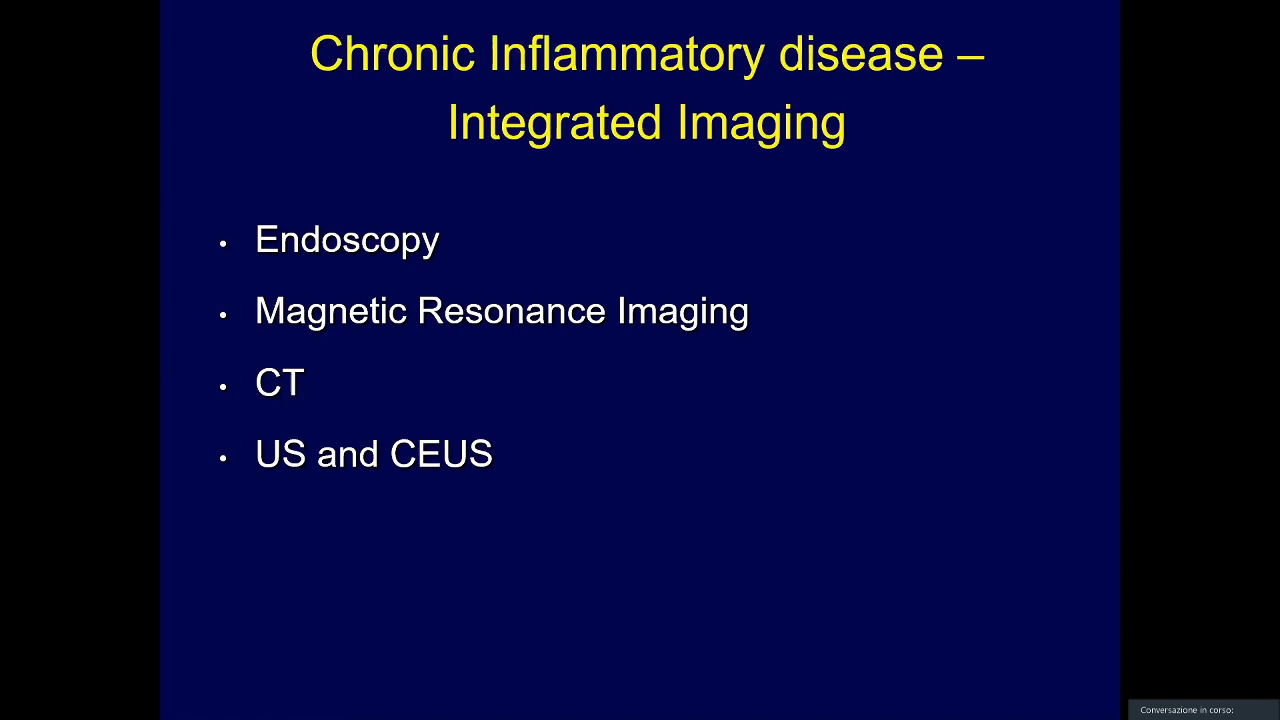 Chronic Inflammatory disease –
Integrated Imaging
• Endoscopy
• Magnetic Resonance Imaging
• CT
• US and CEUS
Conversazione in corso: